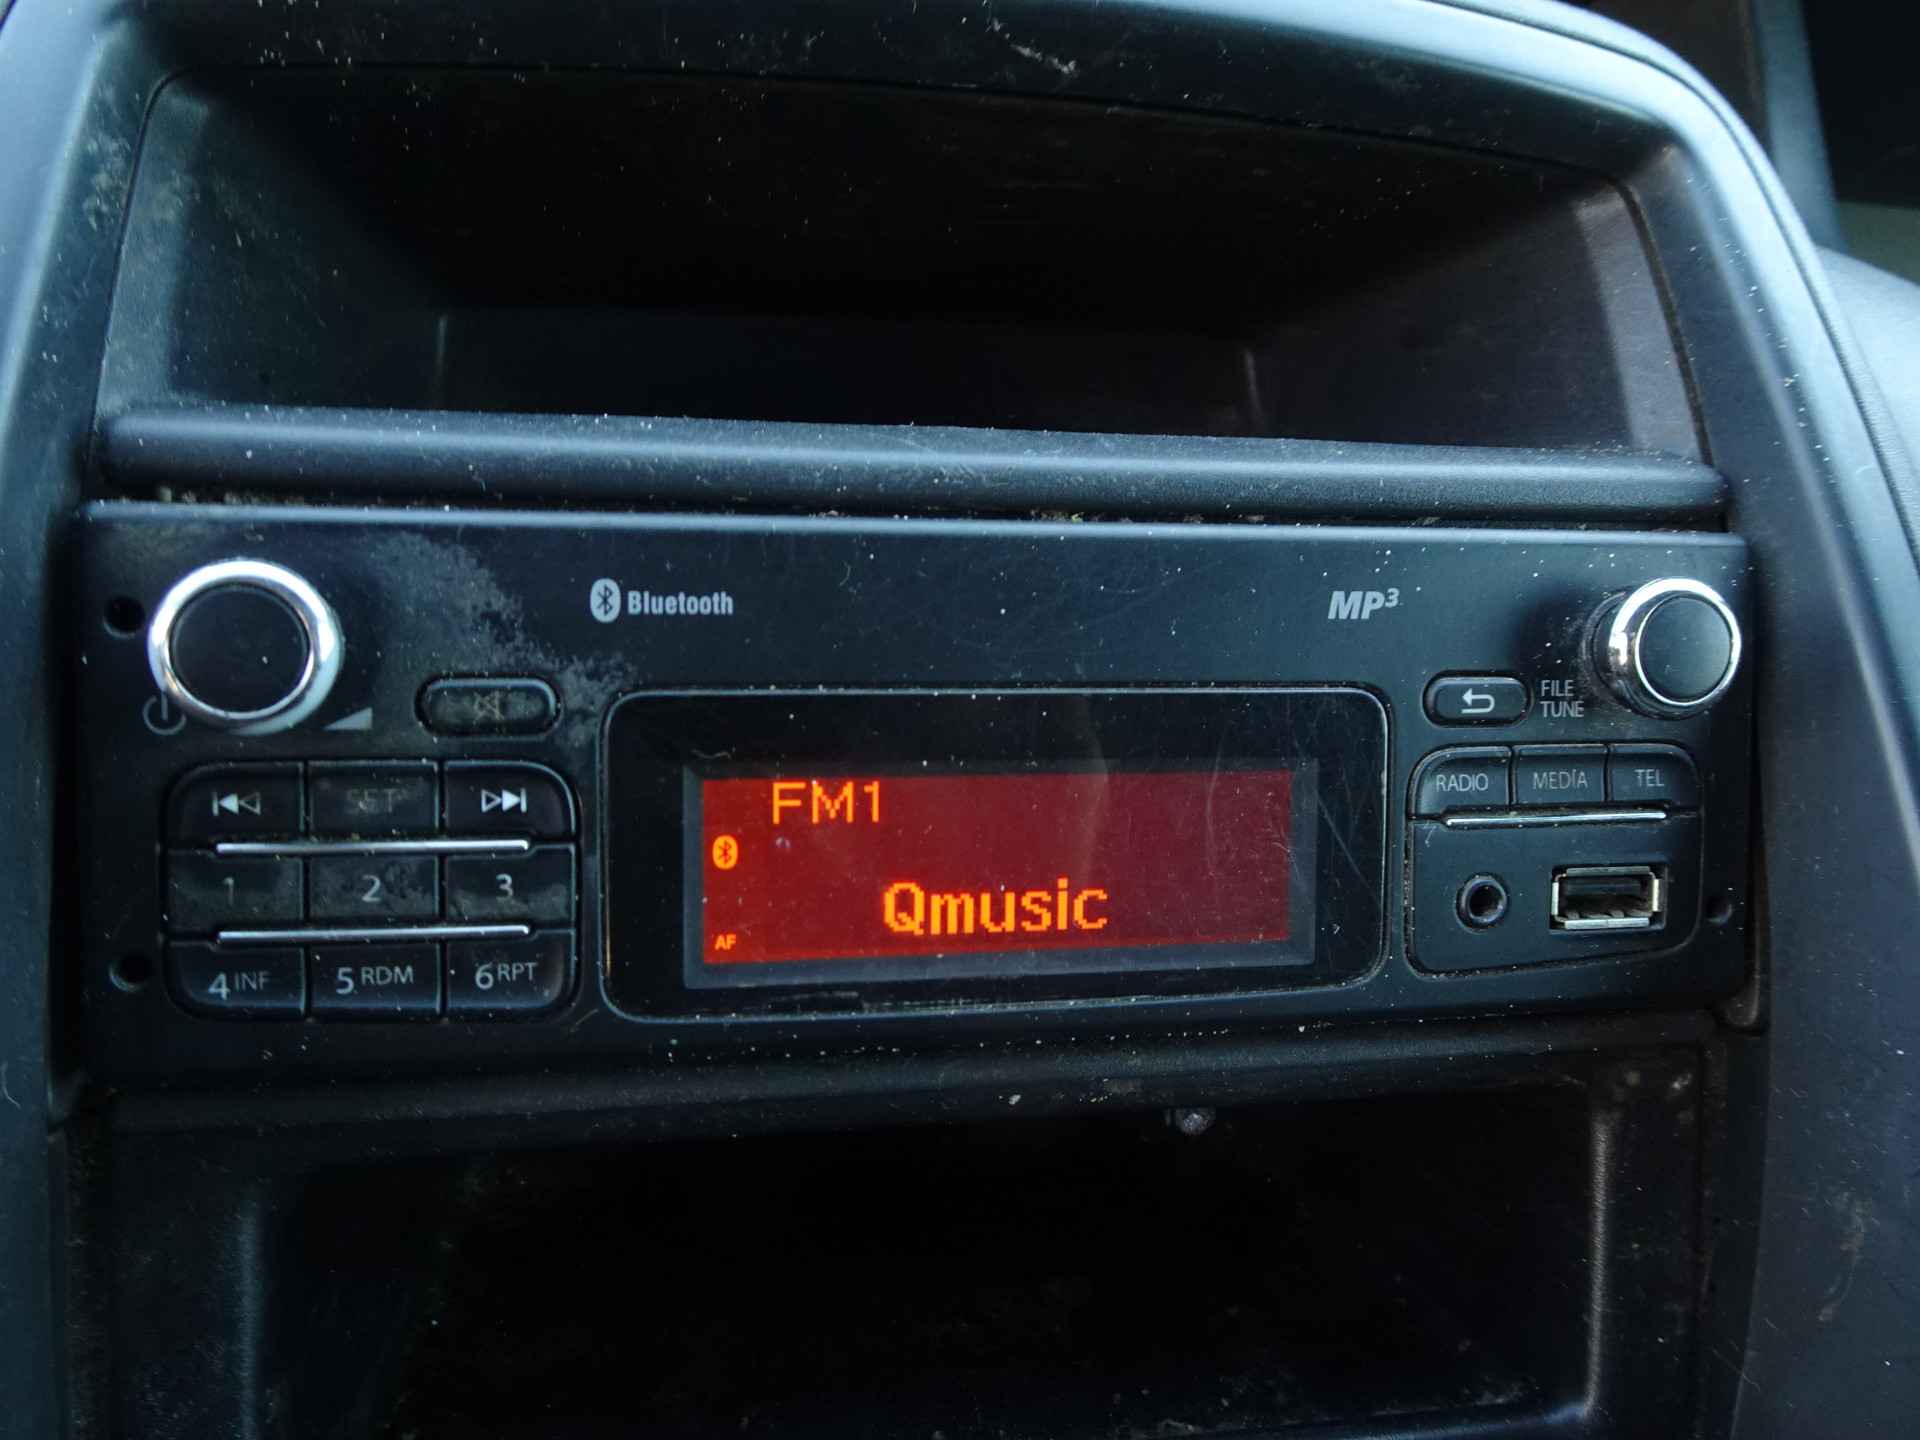 Bluetooth
MP3
FILE
TUNE
SET
RADIO MEDIA TEL
FM1
1 2 3
Qmusic
AF
4 INF 5 RDM 6 RPT